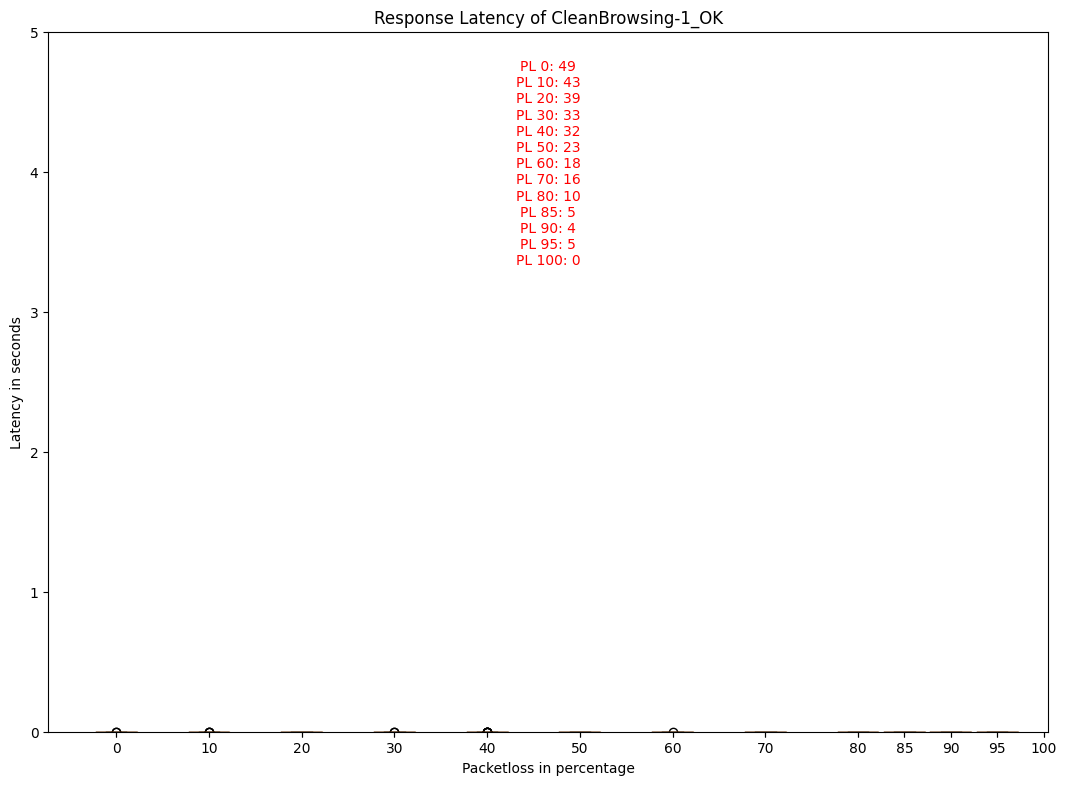 Response Latency of CleanBrowsing-1_OK
5
4
3
2
1
0
Latency in seconds
PL 0: 49
PL 10: 43
PL 20: 39
PL 30: 33
PL 40: 32
PL 50: 23
PL 60: 18
PL 70: 16
PL 80: 10
PL 85: 5
PL 90: 4
PL 95: 5
PL 100: 0
0 10 20 30 40 50 60 70 80 85 90 95 100
Packetloss in percentage